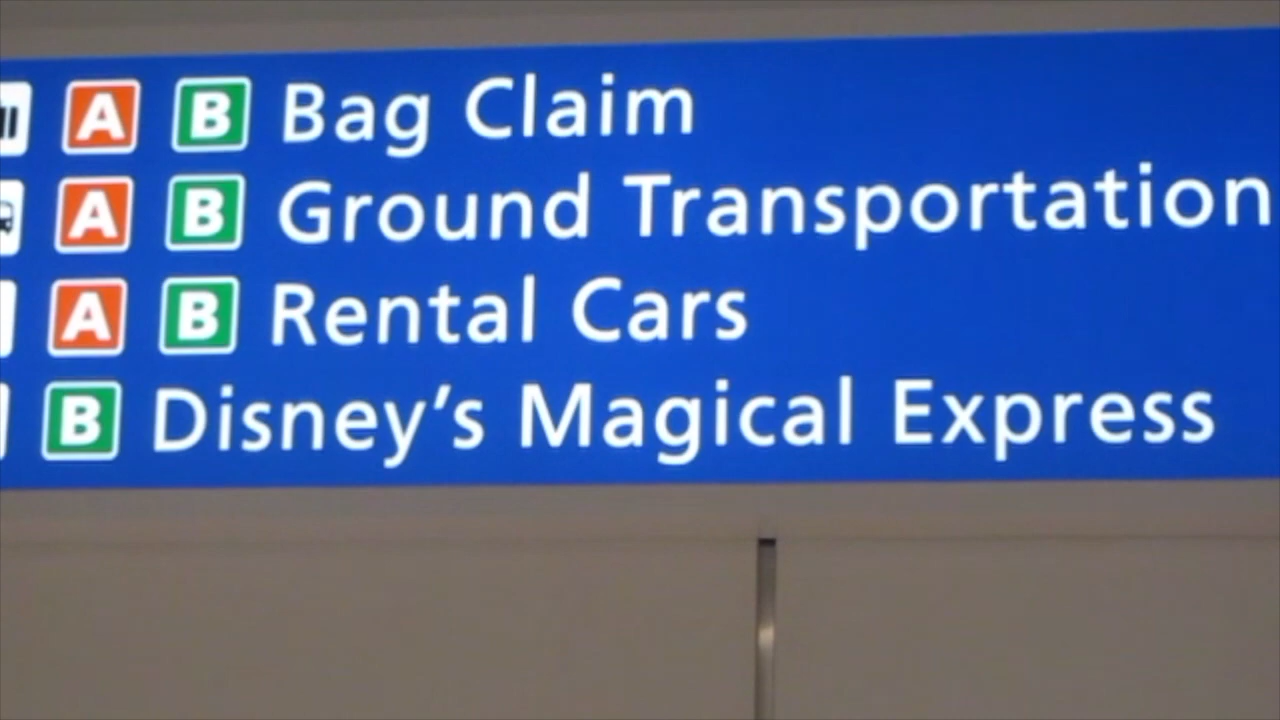 A B Bag Claim
A B Ground Transportation
A B Rental Cars
B Disney's Magical Express